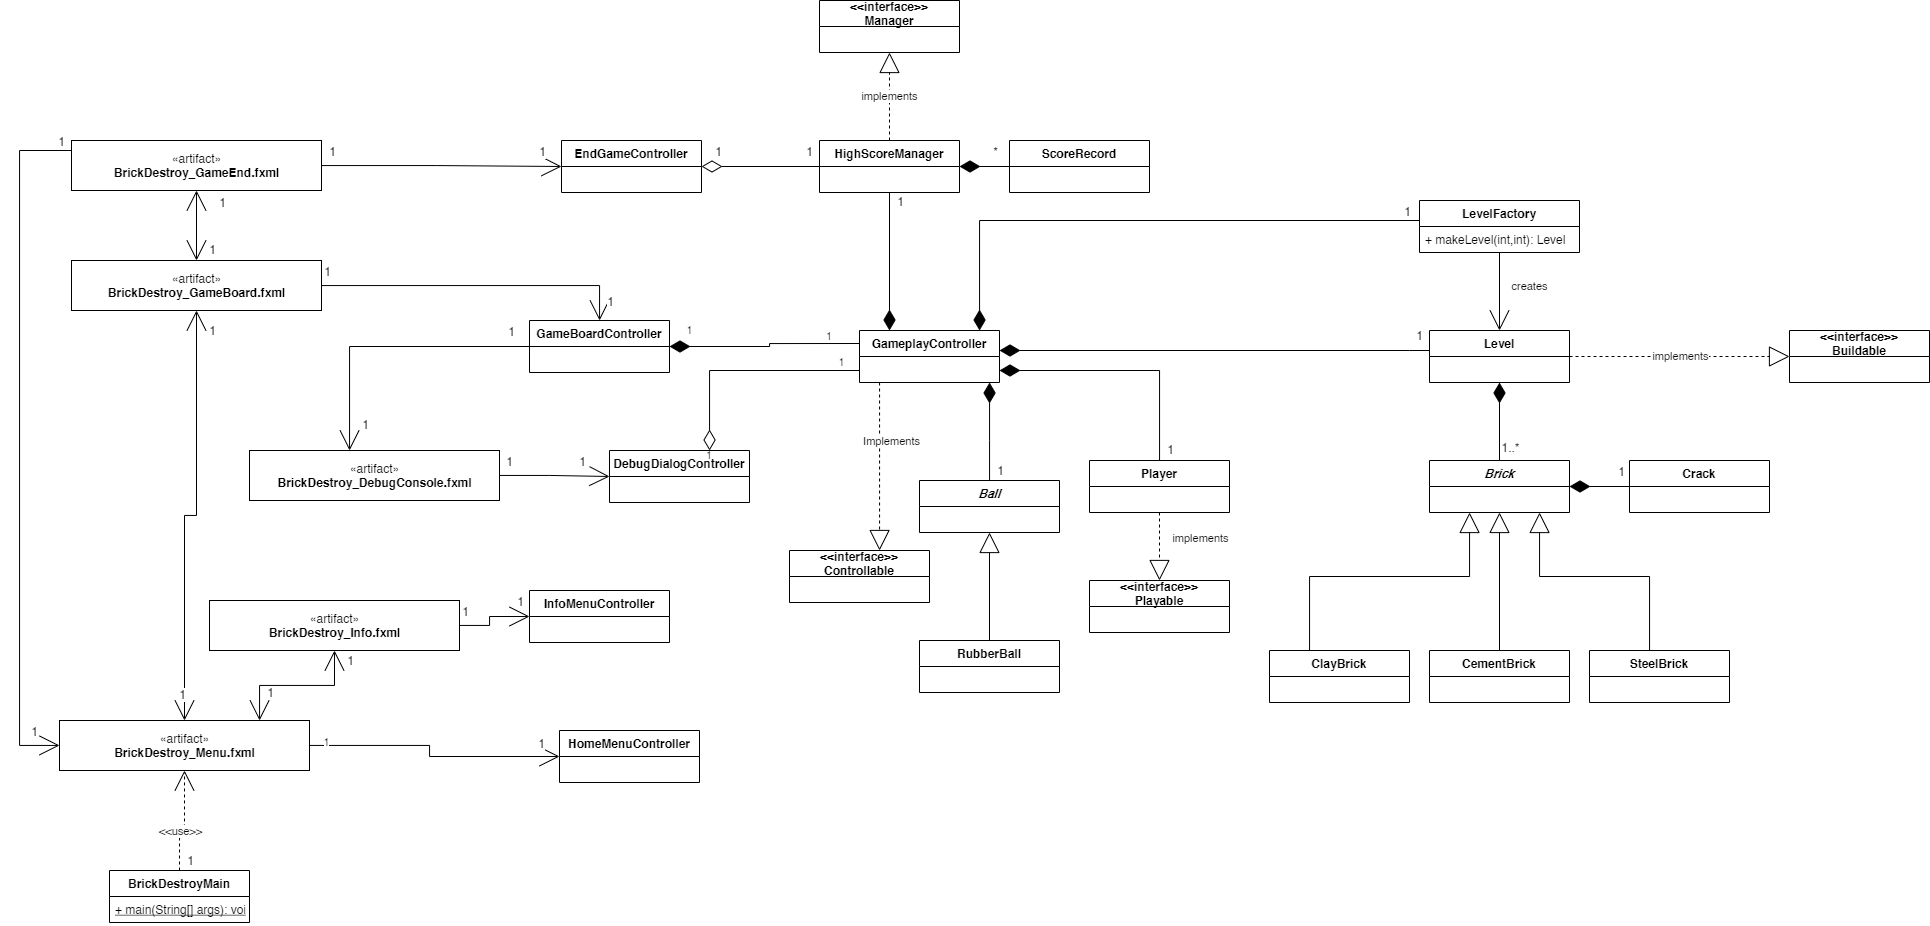 <<interface>>
Manager
implements
1
«artifact»
BrickDestroy_GameEnd.fxml
1
1
EndGameController
1
1
HighScoreManager
*
ScoreRecord
1
1
1
«artifact»
BrickDestroy_GameBoard.fxml
1
1
1
LevelFactory
+ makeLevel(int,int): Level
creates
1
GameBoardController
1
1
1
GameplayController
1
1
Level
implements
<<interface>>
Buildable
1
1
«artifact»
BrickDestroy_DebugConsole.fxml
1
1
DebugDialogController
1
Implements
1
Ball
1
Player
1..*
Brick
1
Crack
<<interface>>
Controllable
implements
<<interface>>
Playable
«artifact»
BrickDestroy_Info.fxml
1
1
InfoMenuController
1
1
1
RubberBall
ClayBrick
CementBrick
SteelBrick
1
«artifact»
BrickDestroy_Menu.fxml
1
1
HomeMenuController
<<use>>
1
BrickDestroyMain
+ main(String[] args): voi